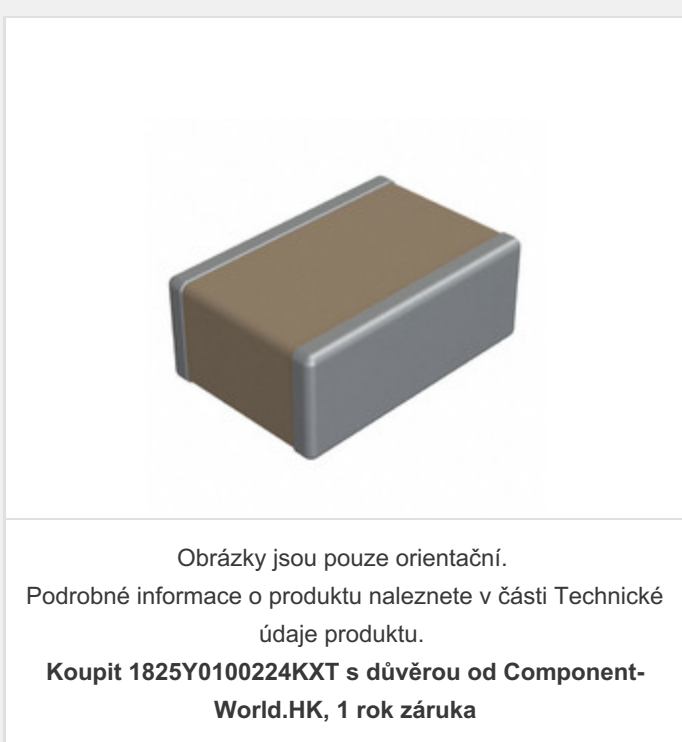 Obrázky jsou pouze orientační.
Podrobné informace o produktu naleznete v části Technické
údaje produktu.
Koupit 1825Y0100224KXT s důvěrou od Component-
World.HK, 1 rok záruka